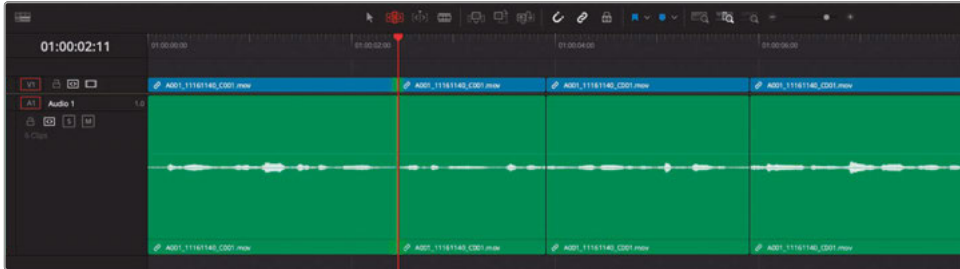 01:00:02:11
01:00:00:00 01:00:02:00 01:00:04:00 01:00:06:00
V1 A001_11161140_C001.mov A001_11161140_C001.mov A001_11161140_C001.mov A001_11161140_C001.mov
A1 Audio 1 1.0
S M
6 Clips
A001_11161140_C001.mov A001_11161140_C001.mov A001_11161140_C001.mov A001_11161140_C001.mov